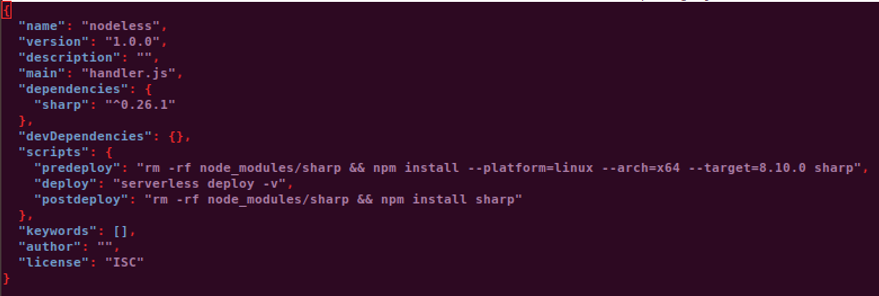 {
  "name": "nodeless",
  "version": "1.0.0",
  "description": "",
  "main": "handler.js",
  "dependencies": {
    "sharp": "^0.26.1"
  },
  "devDependencies": {},
  "scripts": {
    "predeploy": "rm -rf node_modules/sharp && npm install --platform=linux --arch=x64 --target=8.10.0 sharp",
    "deploy": "serverless deploy -v",
    "postdeploy": "rm -rf node_modules/sharp && npm install sharp"
  },
  "keywords": [],
  "author": "",
  "license": "ISC"
}